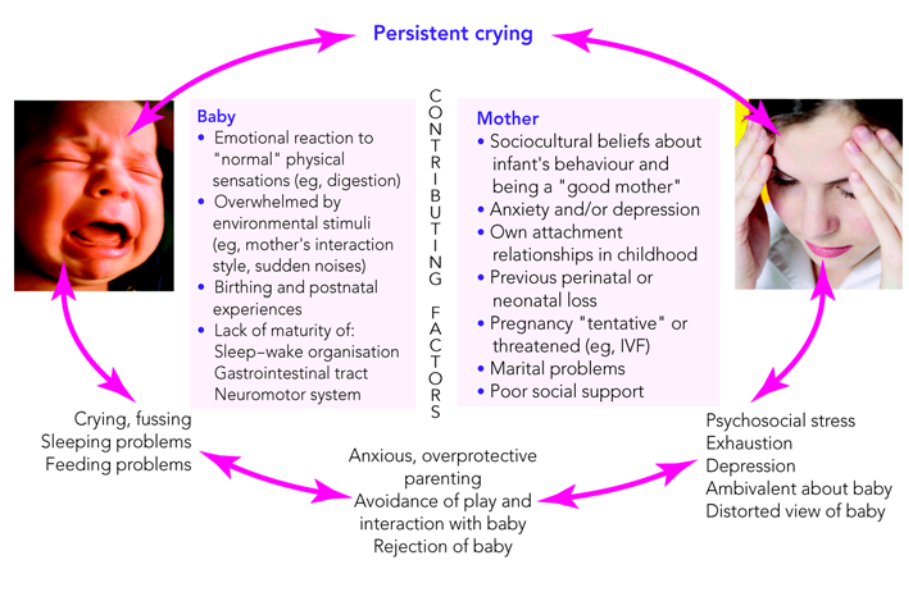 Persistent crying
Baby
• Emotional reaction to
"normal" physical
sensations (eg, digestion)
• Overwhelmed by
environmental stimuli
(eg, mother's interaction
style, sudden noises)
• Birthing and postnatal
experiences
• Lack of maturity of:
Sleep–wake organisation
Gastrointestinal tract
Neuromotor system
CONTRIBUTING FACTORS
Mother
• Sociocultural beliefs about
infant's behaviour and
being a "good mother"
• Anxiety and/or depression
• Own attachment
relationships in childhood
• Previous perinatal or
neonatal loss
• Pregnancy "tentative" or
threatened (eg, IVF)
• Marital problems
• Poor social support
Crying, fussing
Sleeping problems
Feeding problems
Anxious, overprotective
parenting
Avoidance of play and
interaction with baby
Rejection of baby
Psychosocial stress
Exhaustion
Depression
Ambivalent about baby
Distorted view of baby